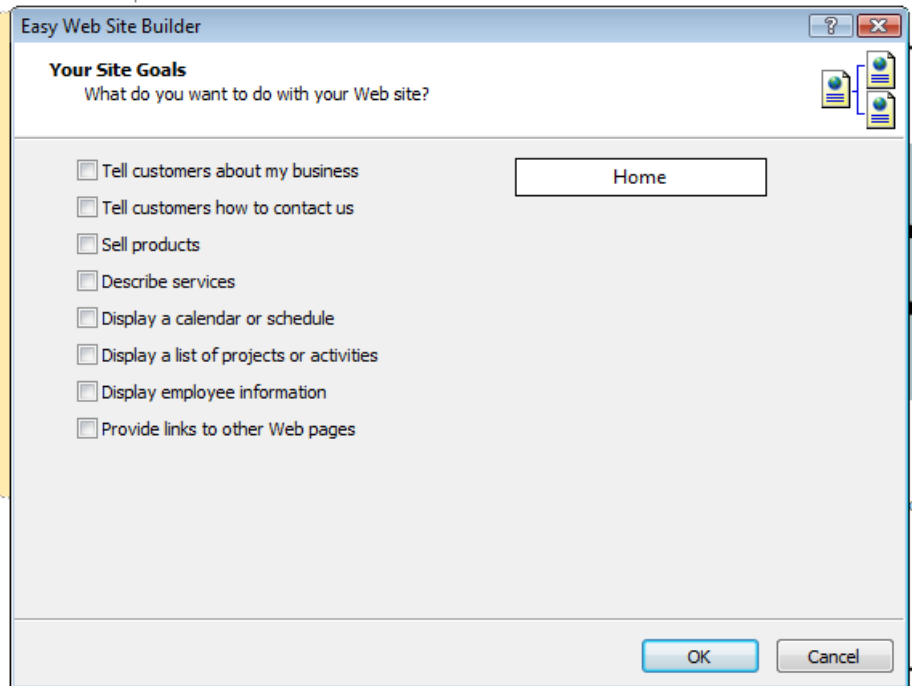 Easy Web Site Builder
Your Site Goals
What do you want to do with your Web site?
Tell customers about my business
Home
Tell customers how to contact us
Sell products
Describe services
Display a calendar or schedule
Display a list of projects or activities
Display employee information
Provide links to other Web pages
OK
Cancel